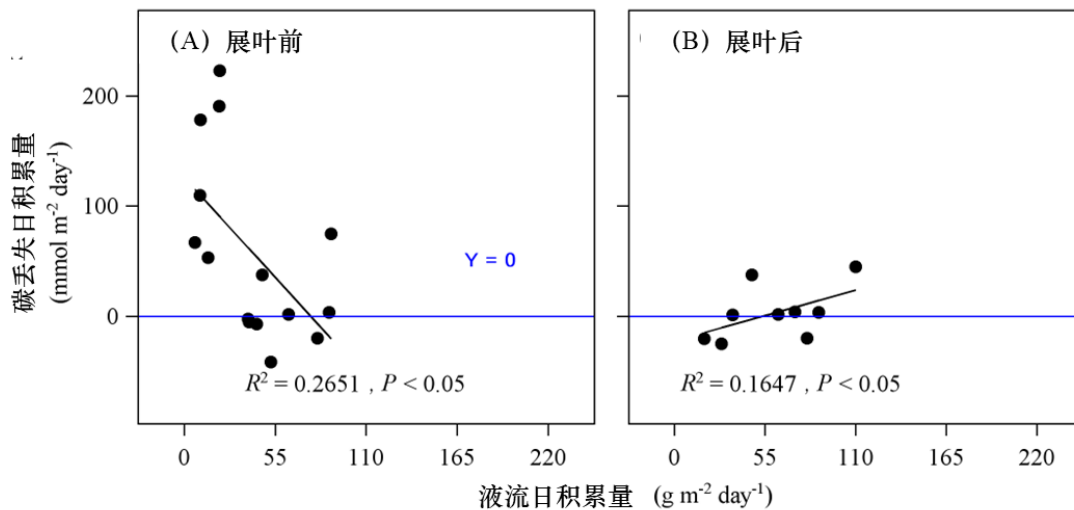 (A) 展叶前
(B) 展叶后
200
100
0
碳丢失日积累量
(mmol m⁻² day⁻¹)
Y = 0
R² = 0.2651 , P < 0.05
R² = 0.1647 , P < 0.05
0 55 110 165 220
0 55 110 165 220
液流日积累量 (g m⁻² day⁻¹)